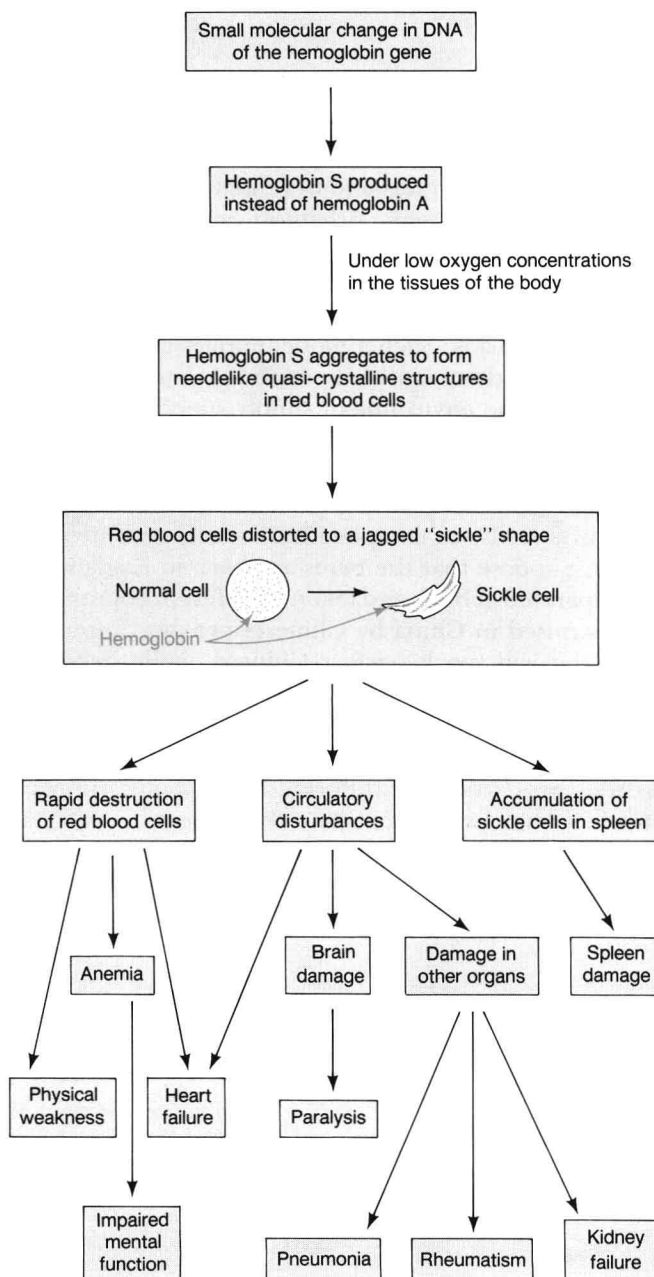 Small molecular change in DNA
of the hemoglobin gene
Hemoglobin S produced
instead of hemoglobin A
Under low oxygen concentrations
in the tissues of the body
Hemoglobin S aggregates to form
needlelike quasi-crystalline structures
in red blood cells
Red blood cells distorted to a jagged "sickle" shape
Normal cell
Sickle cell
Hemoglobin
Rapid destruction
of red blood cells
Circulatory
disturbances
Accumulation of
sickle cells in spleen
Anemia
Brain
damage
Damage in
other organs
Spleen
damage
Physical
weakness
Heart
failure
Paralysis
Impaired
mental
function
Pneumonia
Rheumatism
Kidney
failure